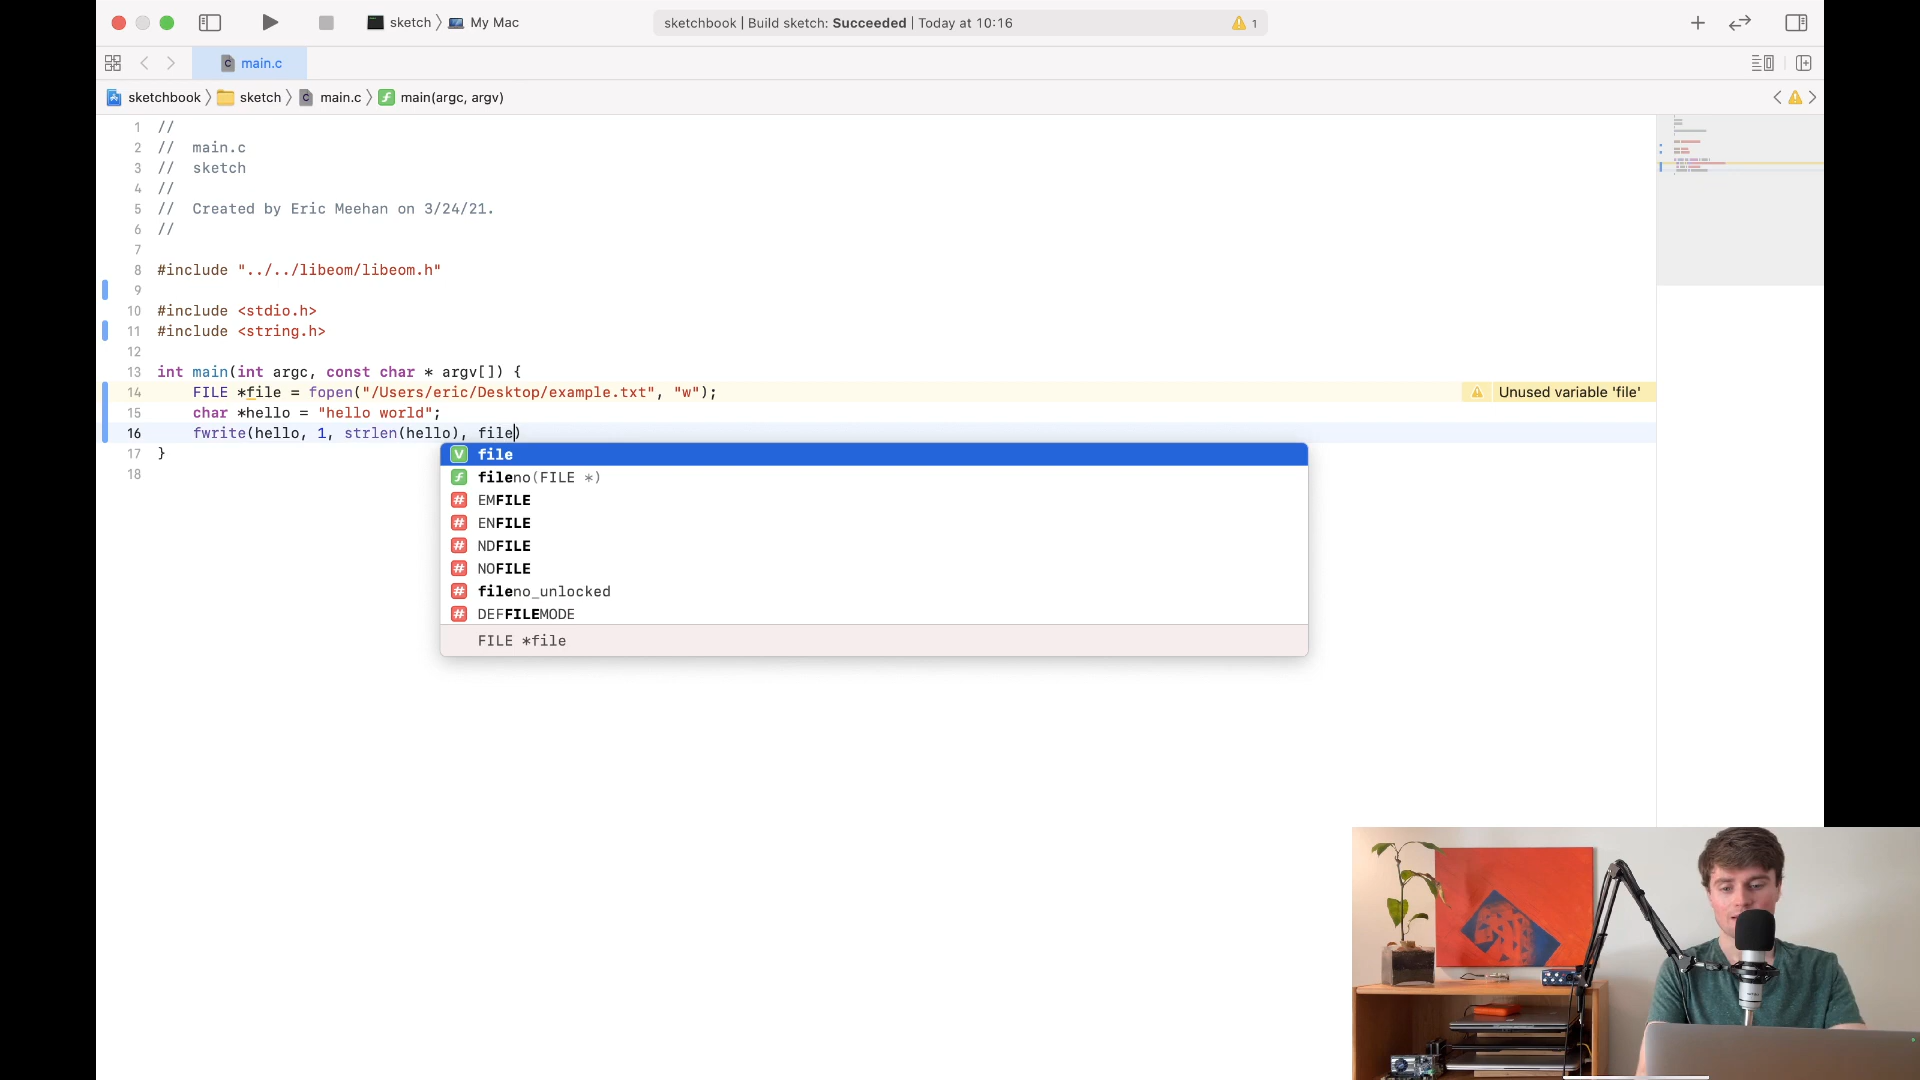 sketch 〉 My Mac
sketchbook | Build sketch: Succeeded | Today at 10:16
1
main.c
sketchbook 〉 sketch 〉 main.c 〉 main(argc, argv)
1 //
2 // main.c
3 // sketch
4 //
5 // Created by Eric Meehan on 3/24/21.
6 //
7
8 #include "../../libeom/libeom.h"
9
10 #include <stdio.h>
11 #include <string.h>
12
13 int main(int argc, const char * argv[]) {
14 FILE *file = fopen("/Users/eric/Desktop/example.txt", "w");
Unused variable 'file'
15 char *hello = "hello world";
16 fwrite(hello, 1, strlen(hello), file)
17 }
18
V file
f fileno(FILE *)
# EMFILE
# ENFILE
# NDFILE
# NOFILE
# fileno_unlocked
# DEFFILEMODE
FILE *file